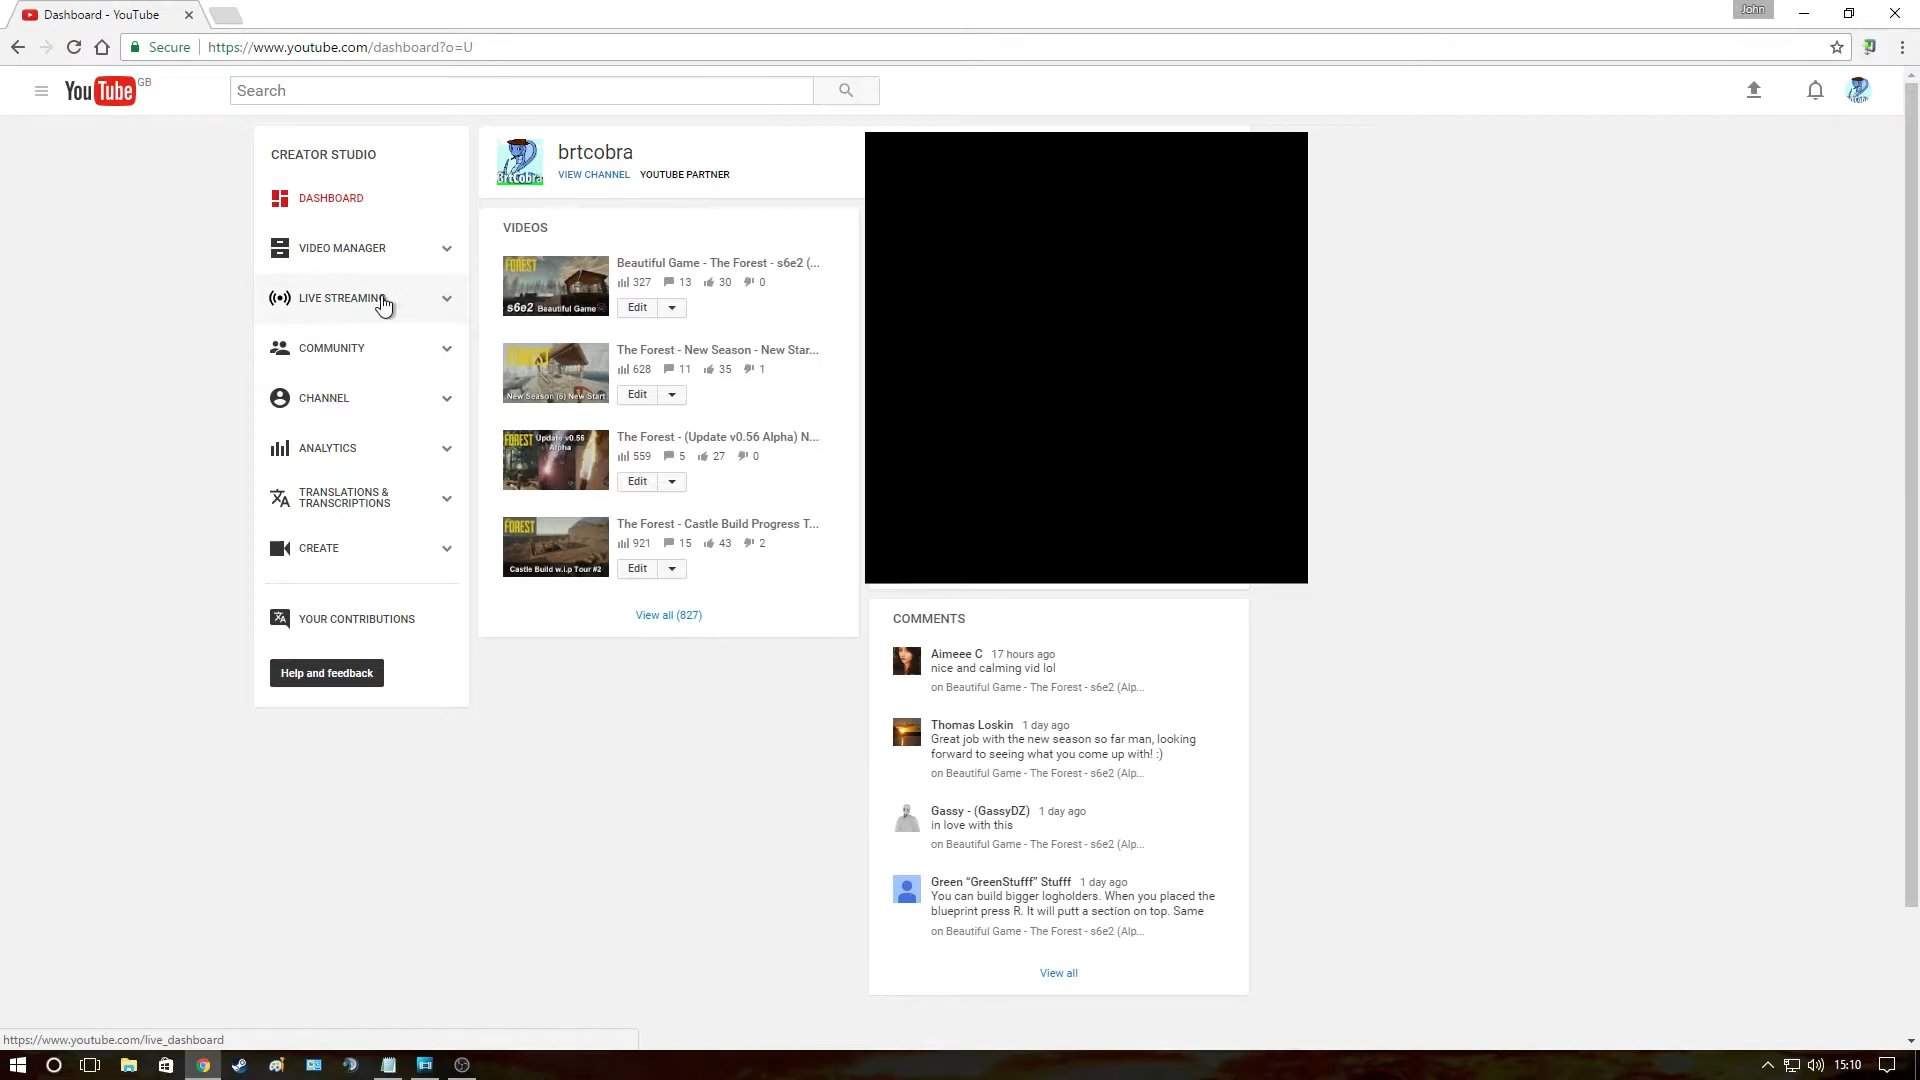 Dashboard - YouTube
John
Secure
https://www.youtube.com/dashboard?o=U
YouTube GB
Search
CREATOR STUDIO
DASHBOARD
VIDEO MANAGER
LIVE STREAMING
COMMUNITY
CHANNEL
ANALYTICS
TRANSLATIONS &
TRANSCRIPTIONS
CREATE
YOUR CONTRIBUTIONS
Help and feedback
BrtCobra
brtcobra
VIEW CHANNEL YOUTUBE PARTNER
VIDEOS
FOREST
s6e2 Beautiful Game
Beautiful Game - The Forest - s6e2 (...
327 13 30 0
Edit
FOREST
New Season (6) New Start
The Forest - New Season - New Star...
628 11 35 1
Edit
FOREST Update v0.56
Alpha
The Forest - (Update v0.56 Alpha) N...
559 5 27 0
Edit
FOREST
Castle Build w.i.p Tour #2
The Forest - Castle Build Progress T...
921 15 43 2
Edit
View all (827)
COMMENTS
Aimeee C 17 hours ago
nice and calming vid lol
on Beautiful Game - The Forest - s6e2 (Alp...
Thomas Loskin 1 day ago
Great job with the new season so far man, looking
forward to seeing what you come up with! :)
on Beautiful Game - The Forest - s6e2 (Alp...
Gassy - (GassyDZ) 1 day ago
in love with this
on Beautiful Game - The Forest - s6e2 (Alp...
Green “GreenStufff” Stufff 1 day ago
You can build bigger logholders. When you placed the
blueprint press R. It will putt a section on top. Same
on Beautiful Game - The Forest - s6e2 (Alp...
View all
https://www.youtube.com/live_dashboard
15:10